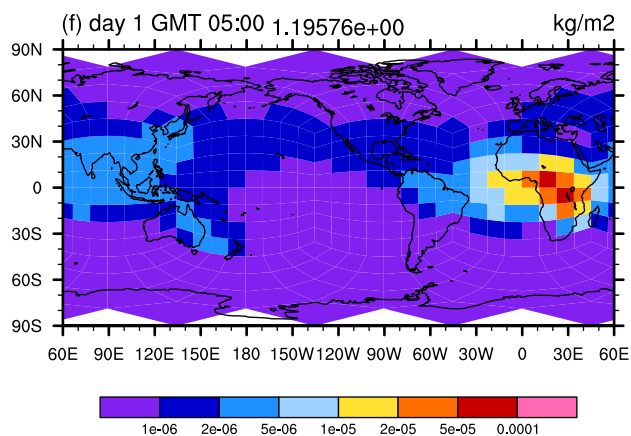 (f) day 1 GMT 05:00 1.19576e+00 kg/m2
90N
60N
30N
0
30S
60S
90S
60E 90E 120E 150E 180 150W 120W 90W 60W 30W 0 30E 60E
1e-06 2e-06 5e-06 1e-05 2e-05 5e-05 0.0001